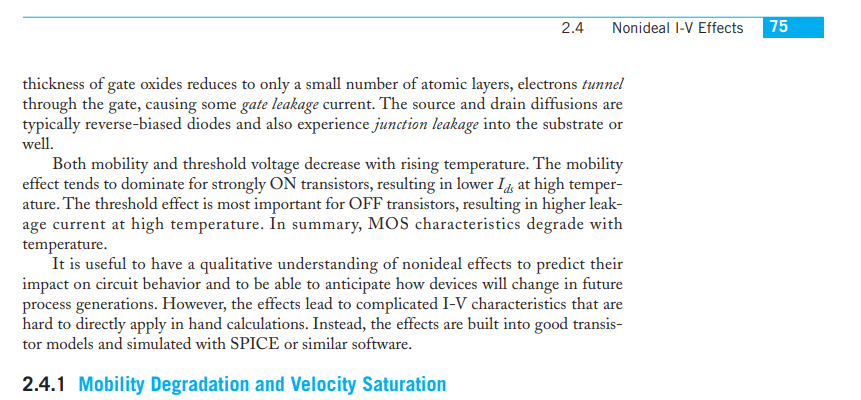 2.4 Nonideal I-V Effects 75
thickness of gate oxides reduces to only a small number of atomic layers, electrons tunnel
through the gate, causing some gate leakage current. The source and drain diffusions are
typically reverse-biased diodes and also experience junction leakage into the substrate or
well.
Both mobility and threshold voltage decrease with rising temperature. The mobility
effect tends to dominate for strongly ON transistors, resulting in lower Ids at high temper-
ature. The threshold effect is most important for OFF transistors, resulting in higher leak-
age current at high temperature. In summary, MOS characteristics degrade with
temperature.
It is useful to have a qualitative understanding of nonideal effects to predict their
impact on circuit behavior and to be able to anticipate how devices will change in future
process generations. However, the effects lead to complicated I-V characteristics that are
hard to directly apply in hand calculations. Instead, the effects are built into good transis-
tor models and simulated with SPICE or similar software.
2.4.1 Mobility Degradation and Velocity Saturation